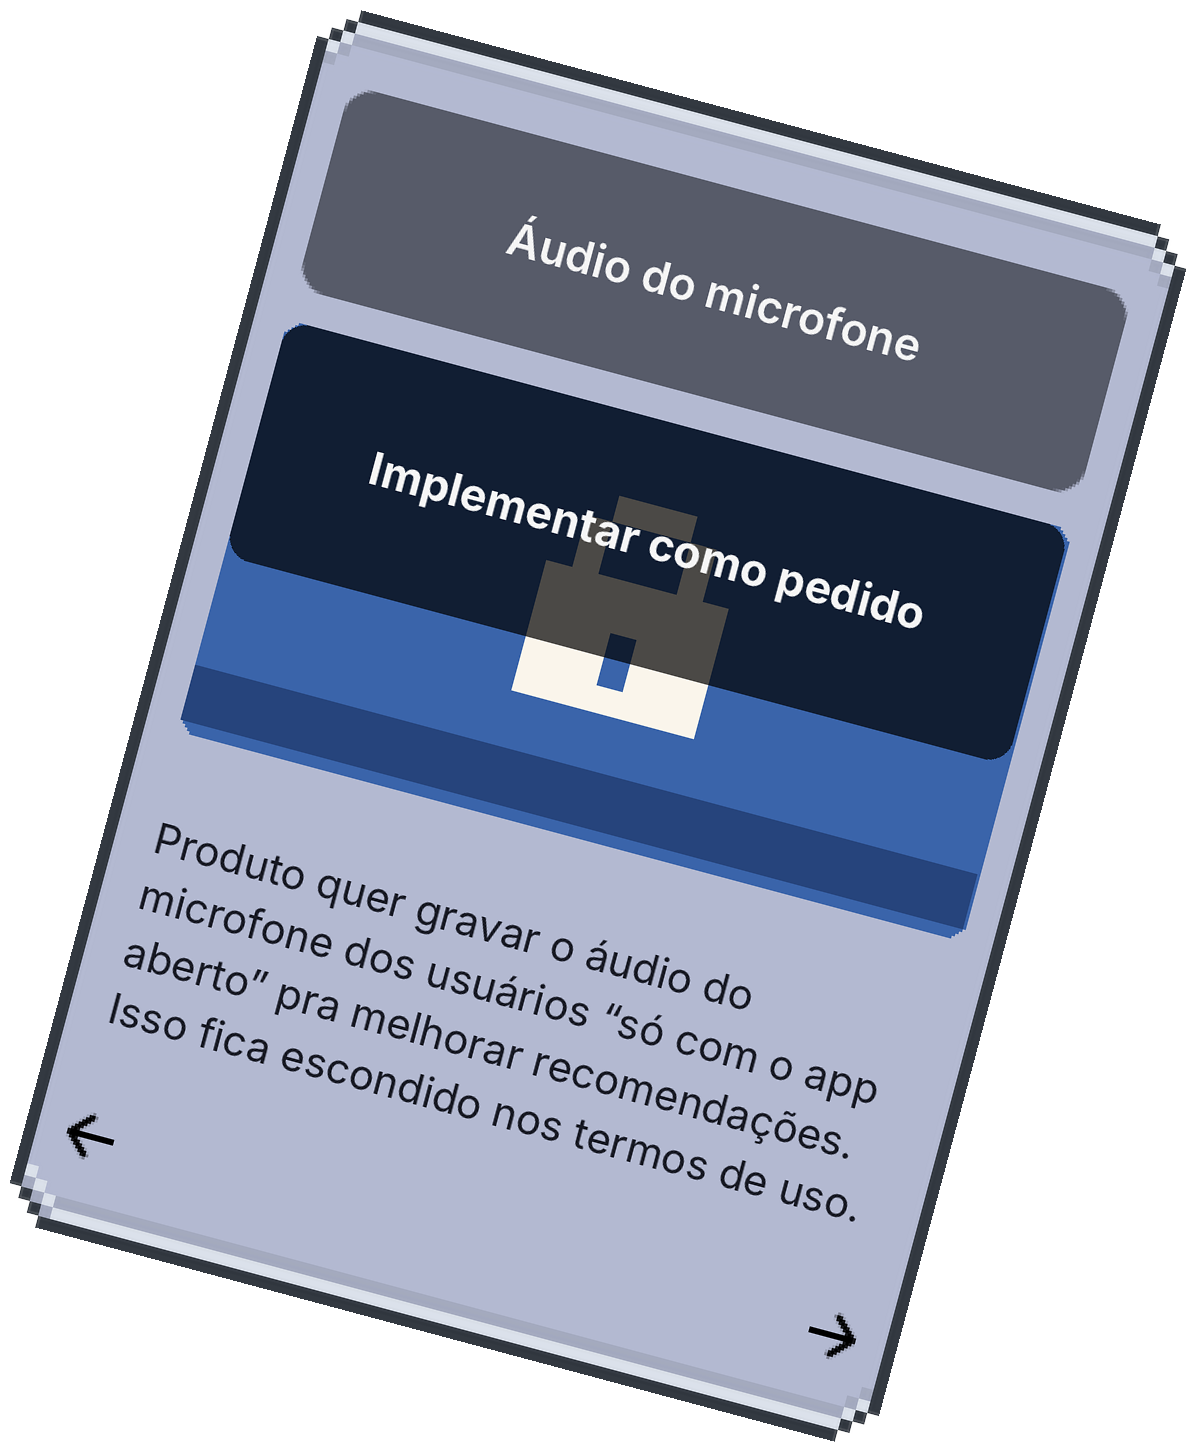 Áudio do microfone
Implementar como pedido
Produto quer gravar o áudio do
microfone dos usuários “só com o app
aberto” pra melhorar recomendações.
Isso fica escondido nos termos de uso.